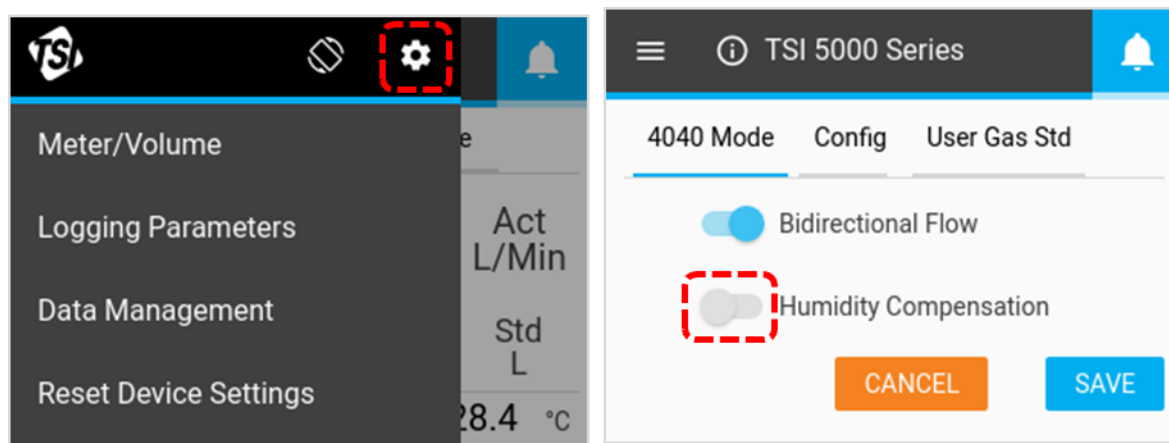 TSI
Meter/Volume
Logging Parameters
Data Management
Reset Device Settings
e
Act
L/Min
Std
L
28.4 °C
TSI 5000 Series
4040 Mode Config User Gas Std
Bidirectional Flow
Humidity Compensation
CANCEL SAVE